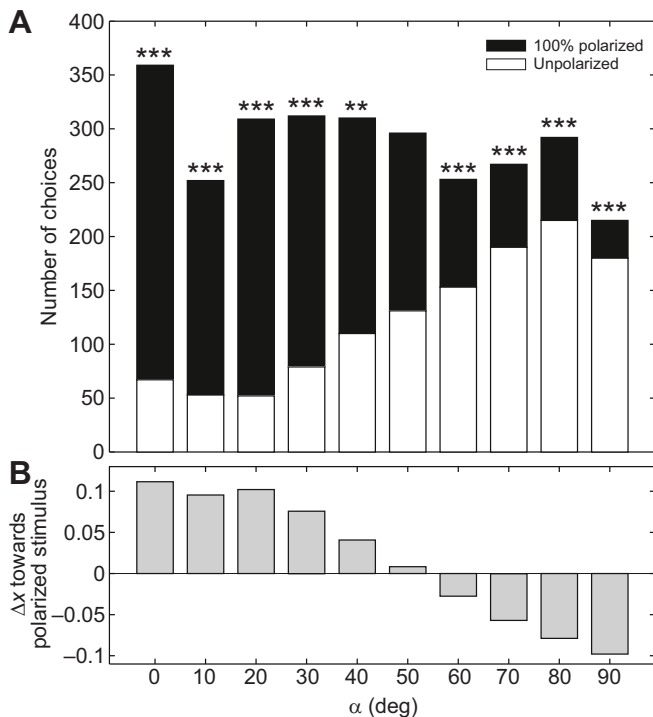 A
400
350
300
250
200
150
100
50
0
Number of choices
100% polarized
Unpolarized
***
***
***
***
**
***
***
***
***
B
0.1
0.05
0
−0.05
−0.1
Δx towards
polarized stimulus
0 10 20 30 40 50 60 70 80 90
α (deg)